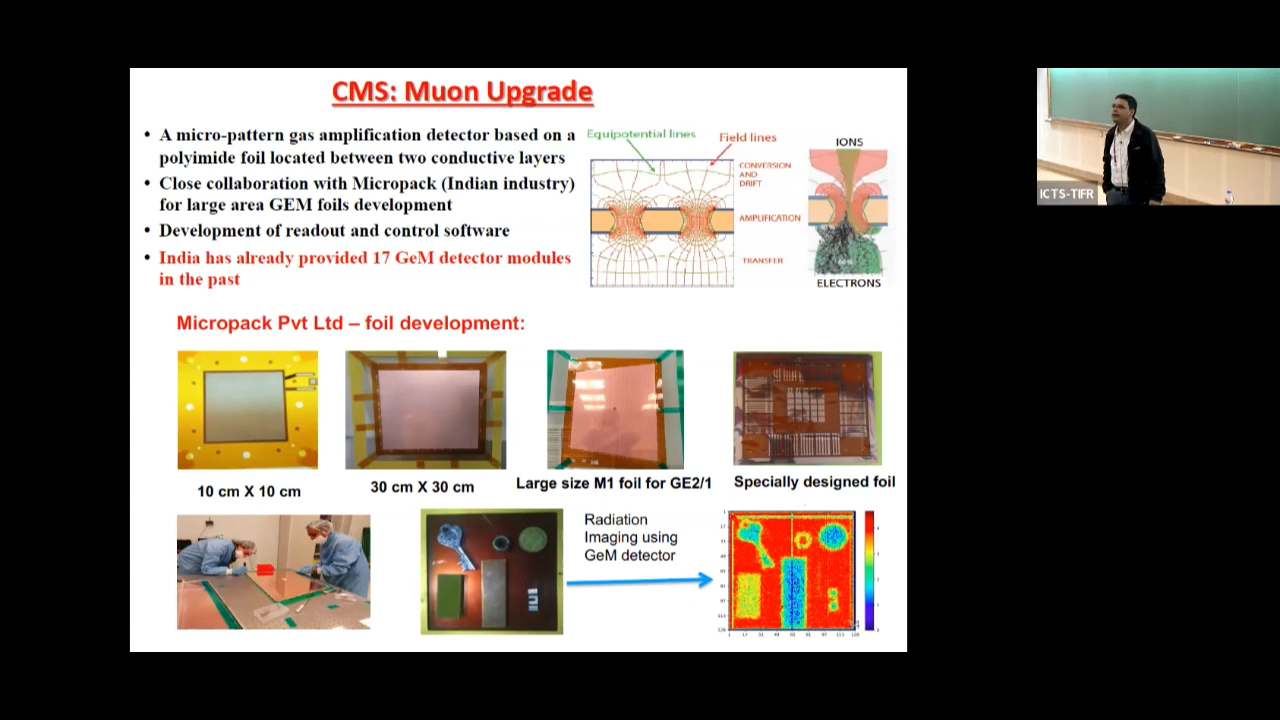 CMS: Muon Upgrade
• A micro-pattern gas amplification detector based on a
polyimide foil located between two conductive layers
• Close collaboration with Micropack (Indian industry)
for large area GEM foils development
• Development of readout and control software
• India has already provided 17 GeM detector modules
in the past
Equipotential lines
Field lines
CONVERSION
AND
DRIFT
AMPLIFICATION
TRANSFER
IONS
ELECTRONS
ICTS-TIFR
Micropack Pvt Ltd – foil development:
10 cm X 10 cm
30 cm X 30 cm
Large size M1 foil for GE2/1
Specially designed foil
Radiation
Imaging using
GeM detector